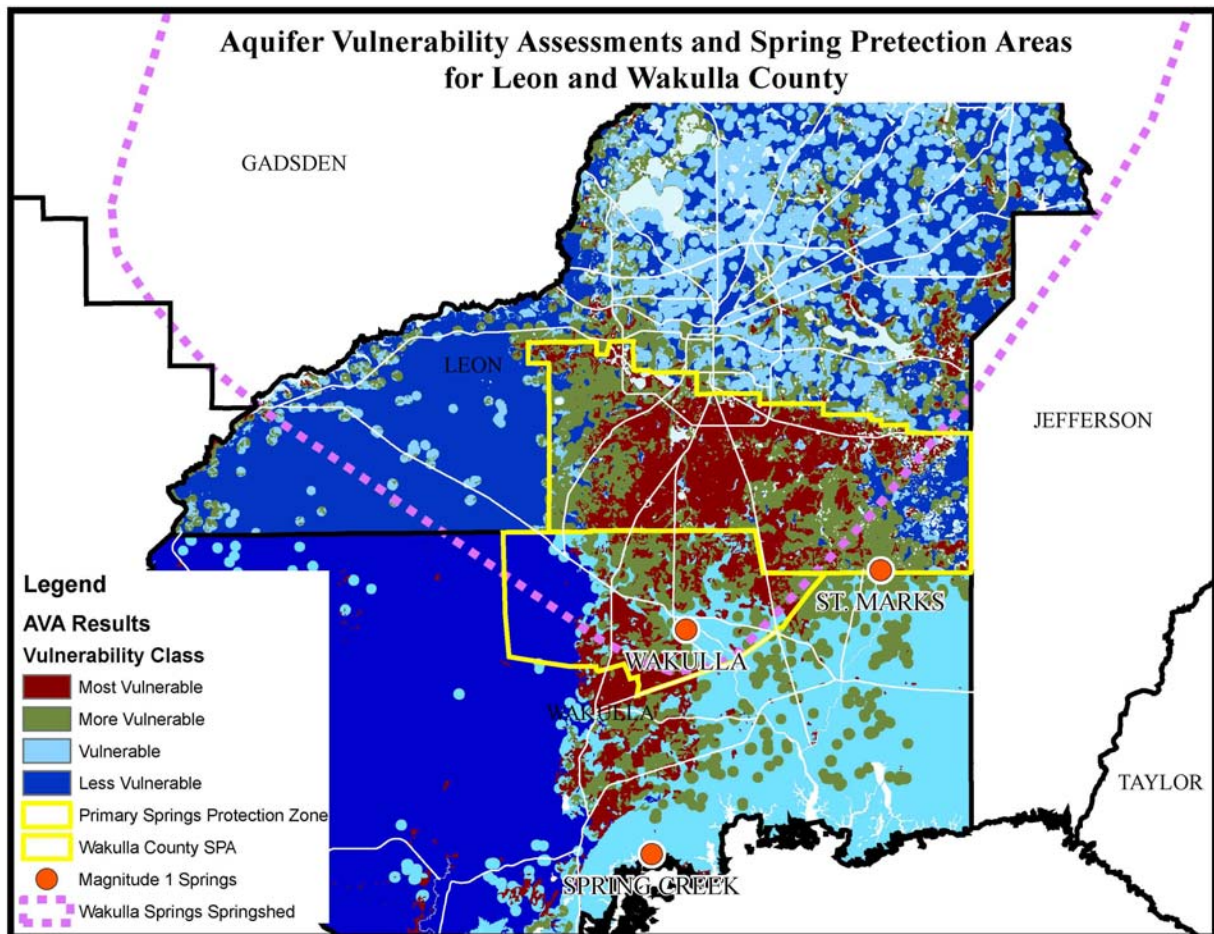 Aquifer Vulnerability Assessments and Spring Pretection Areas
for Leon and Wakulla County
GADSDEN
LEON
JEFFERSON
ST. MARKS
WAKULLA
WAKULLA
TAYLOR
SPRING CREEK
Legend
AVA Results
Vulnerability Class
Most Vulnerable
More Vulnerable
Vulnerable
Less Vulnerable
Primary Springs Protection Zone
Wakulla County SPA
Magnitude 1 Springs
Wakulla Springs Springshed